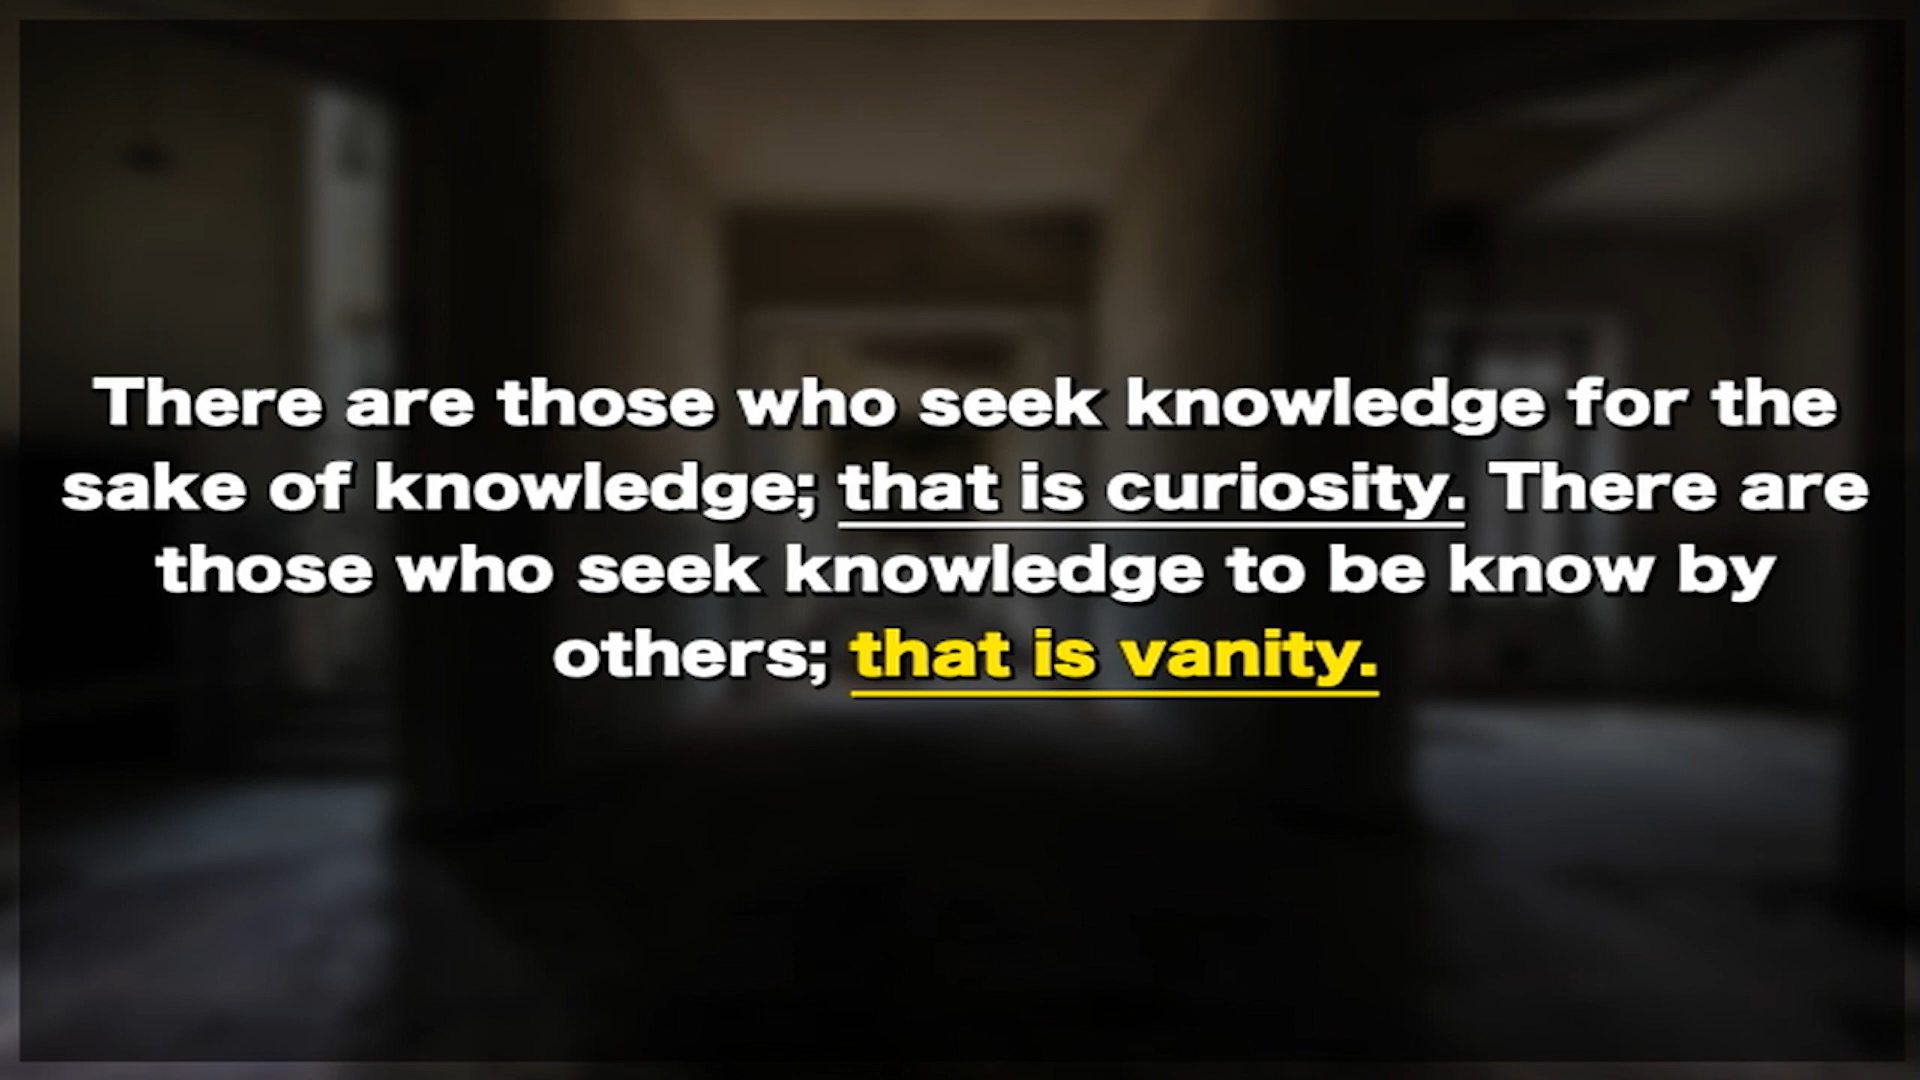 There are those who seek knowledge for the
sake of knowledge; that is curiosity. There are
those who seek knowledge to be know by
others; that is vanity.